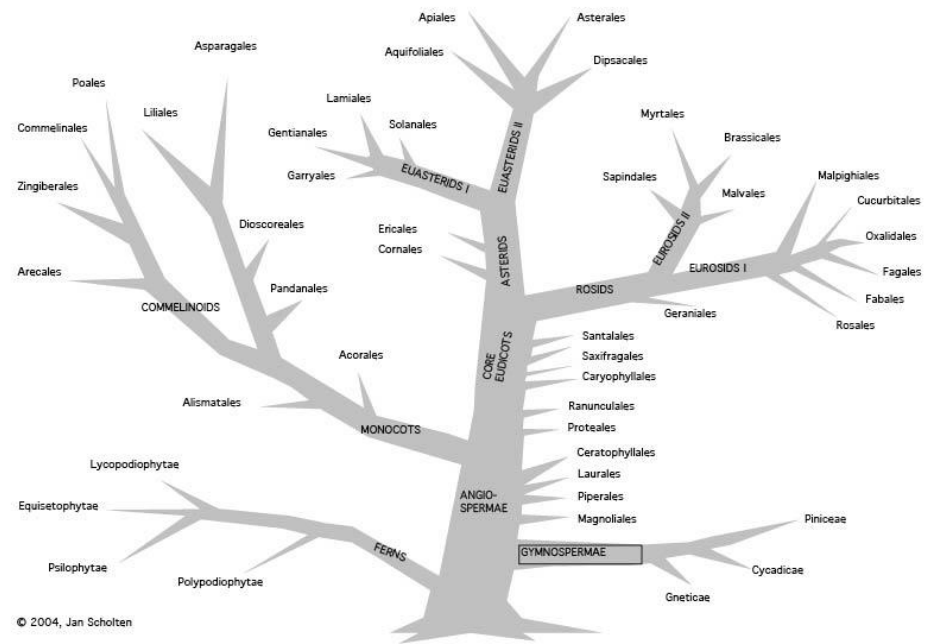 Apiales
Asterales
Asparagales
Aquifoliales
Dipsacales
Poales
Lamiales
Liliales
Myrtales
Commelinales
Solanales
Gentianales
Brassicales
EUASTERIDS II
Garryales
EUASTERIDS I
Sapindales
Malpighiales
Zingiberales
Malvales
Cucurbitales
Dioscoreales
Ericales
EUROSIDS II
Oxalidales
Cornales
ASTERIDS
EUROSIDS I
Arecales
Fagales
Pandanales
ROSIDS
Fabales
COMMELINOIDS
Geraniales
Rosales
Santalales
Acorales
CORE
EUDICOTS
Saxifragales
Caryophyllales
Alismatales
Ranunculales
MONOCOTS
Proteales
Ceratophyllales
Lycopodiophytae
Laurales
ANGIO-
SPERMAE
Piperales
Equisetophytae
Magnoliales
Piniceae
FERNS
GYMNOSPERMAE
Psilophytae
Cycadicae
Polypodiophytae
Gneticae
© 2004, Jan Scholten